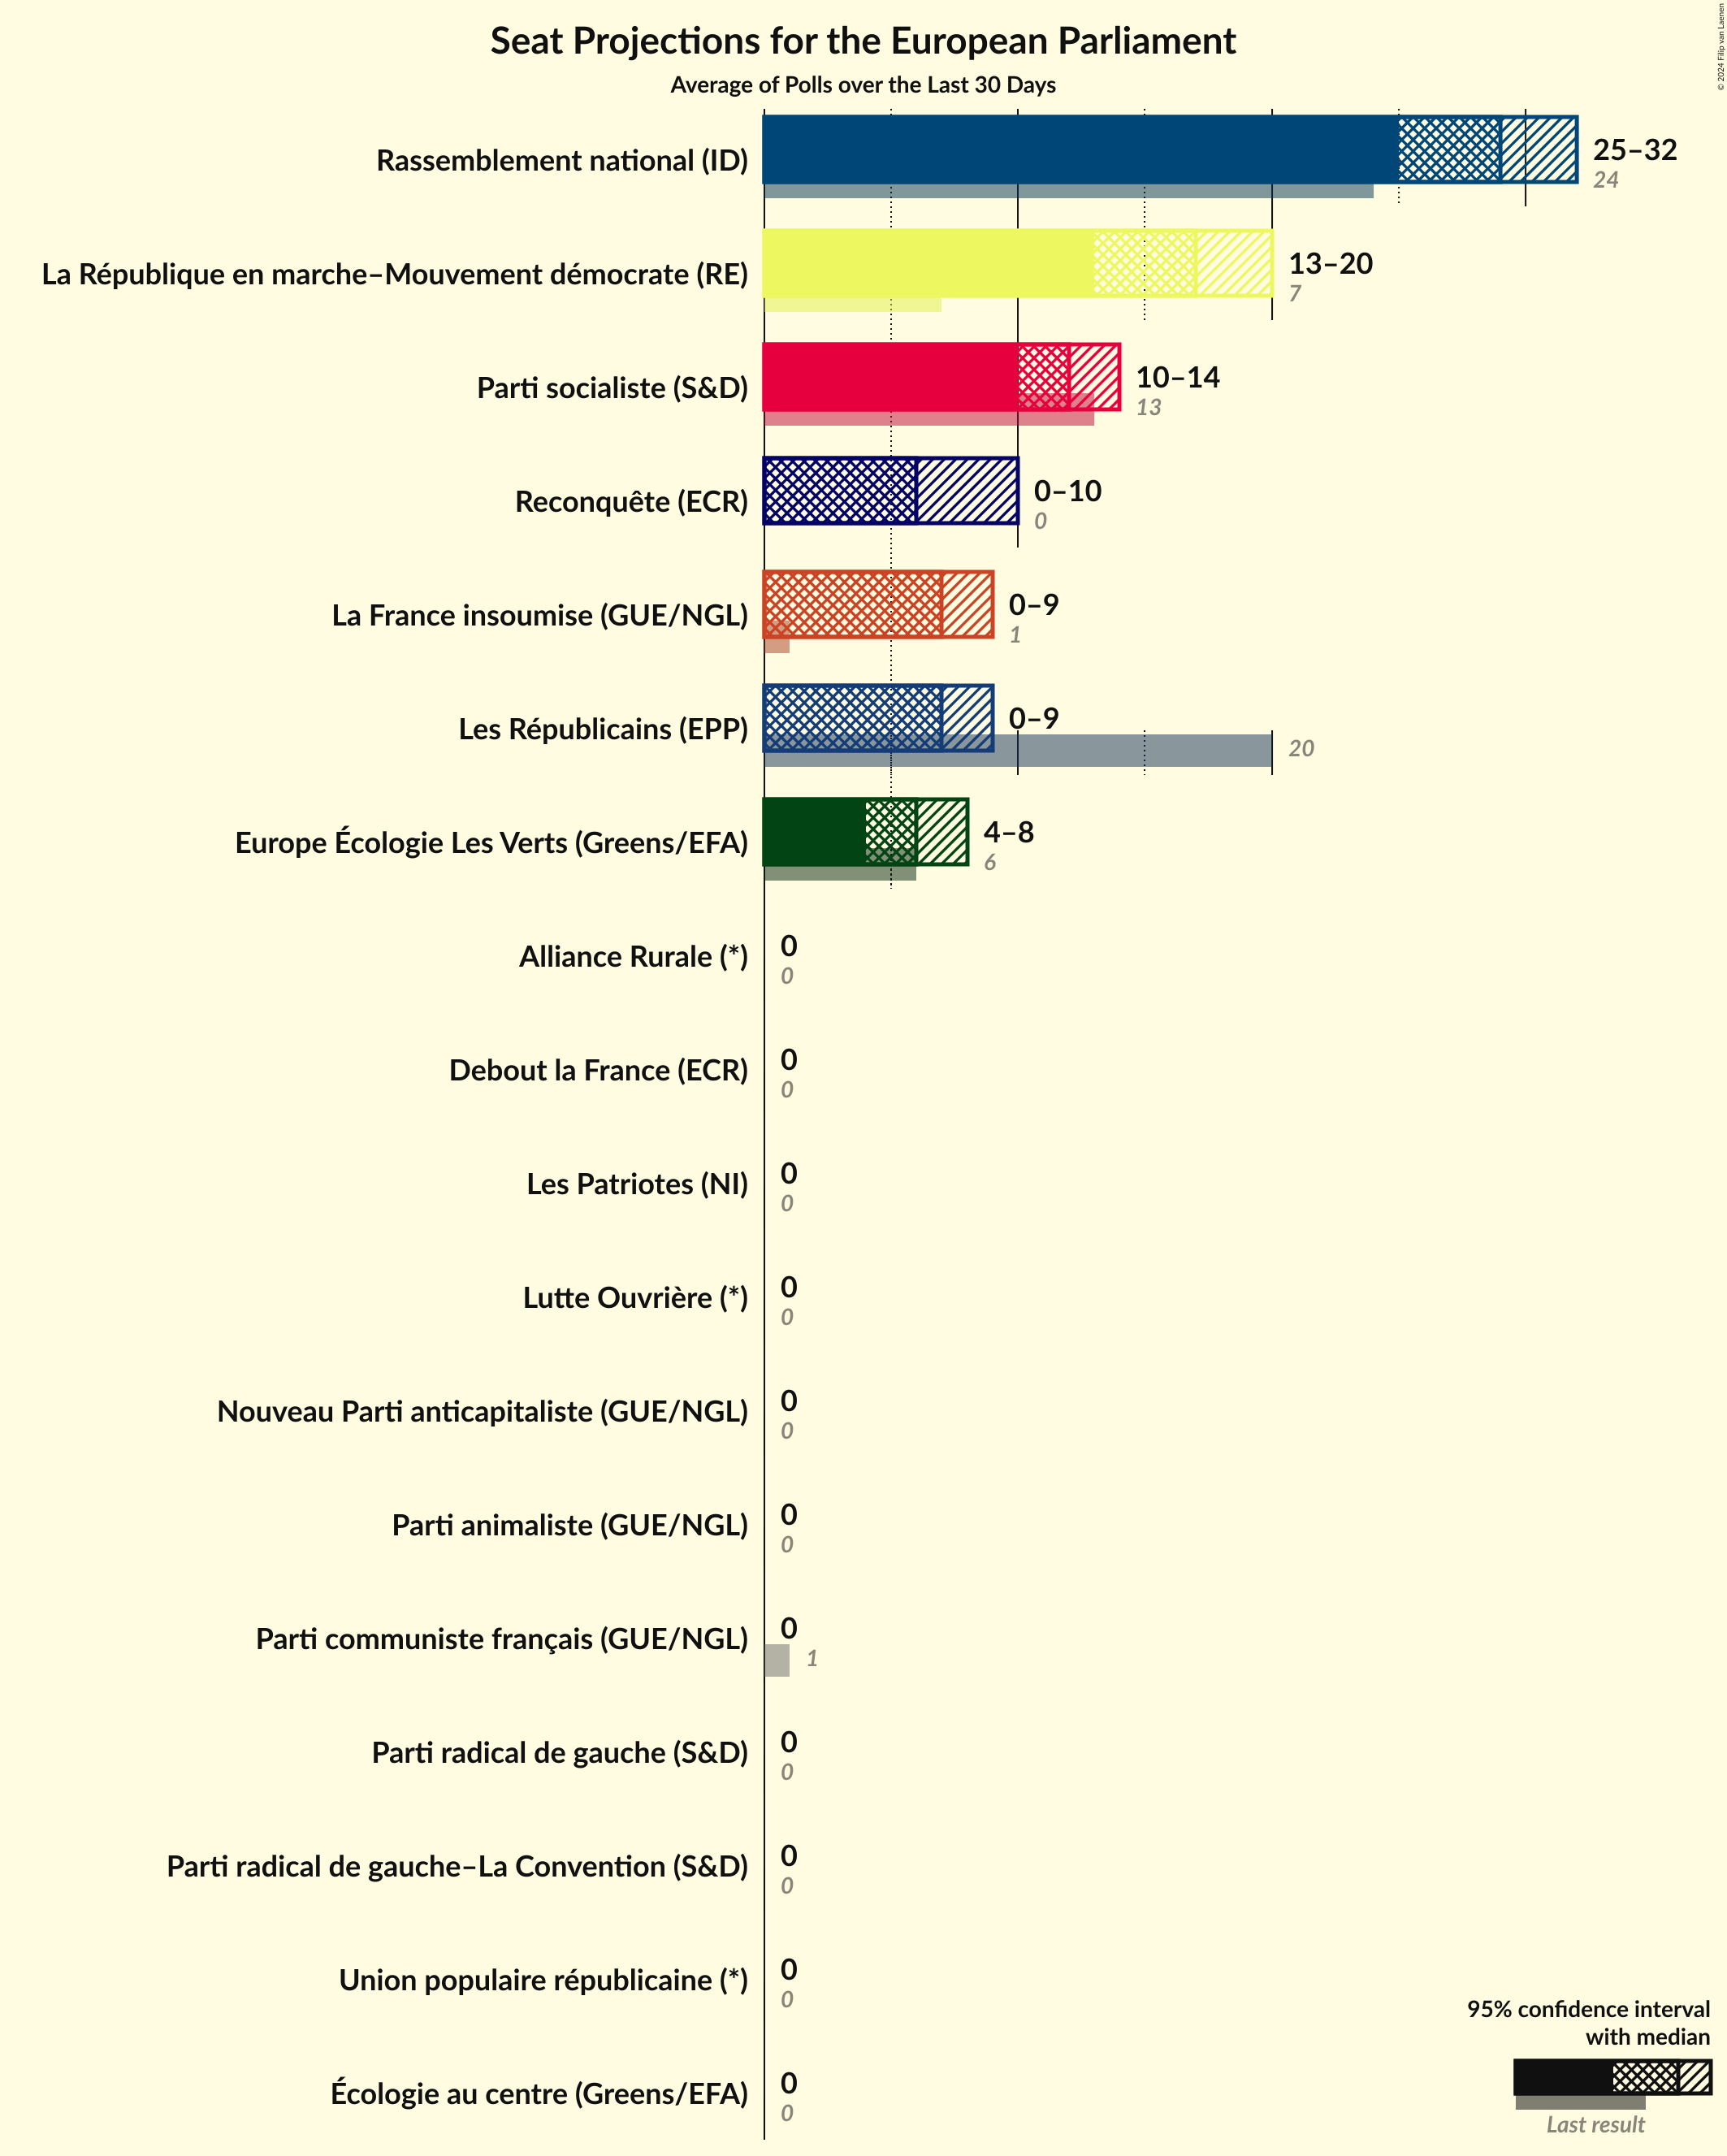 Seat Projections for the European Parliament
Average of Polls over the Last 30 Days
© 2024 Filip van Laenen
Rassemblement national (ID)
25–32
24
La République en marche–Mouvement démocrate (RE)
13–20
7
Parti socialiste (S&D)
10–14
13
Reconquête (ECR)
0–10
0
La France insoumise (GUE/NGL)
0–9
1
Les Républicains (EPP)
0–9
20
Europe Écologie Les Verts (Greens/EFA)
4–8
6
Alliance Rurale (*)
0
0
Debout la France (ECR)
0
0
Les Patriotes (NI)
0
0
Lutte Ouvrière (*)
0
0
Nouveau Parti anticapitaliste (GUE/NGL)
0
0
Parti animaliste (GUE/NGL)
0
0
Parti communiste français (GUE/NGL)
0
1
Parti radical de gauche (S&D)
0
0
Parti radical de gauche–La Convention (S&D)
0
0
Union populaire républicaine (*)
0
0
Écologie au centre (Greens/EFA)
0
0
95% confidence interval
with median
Last result